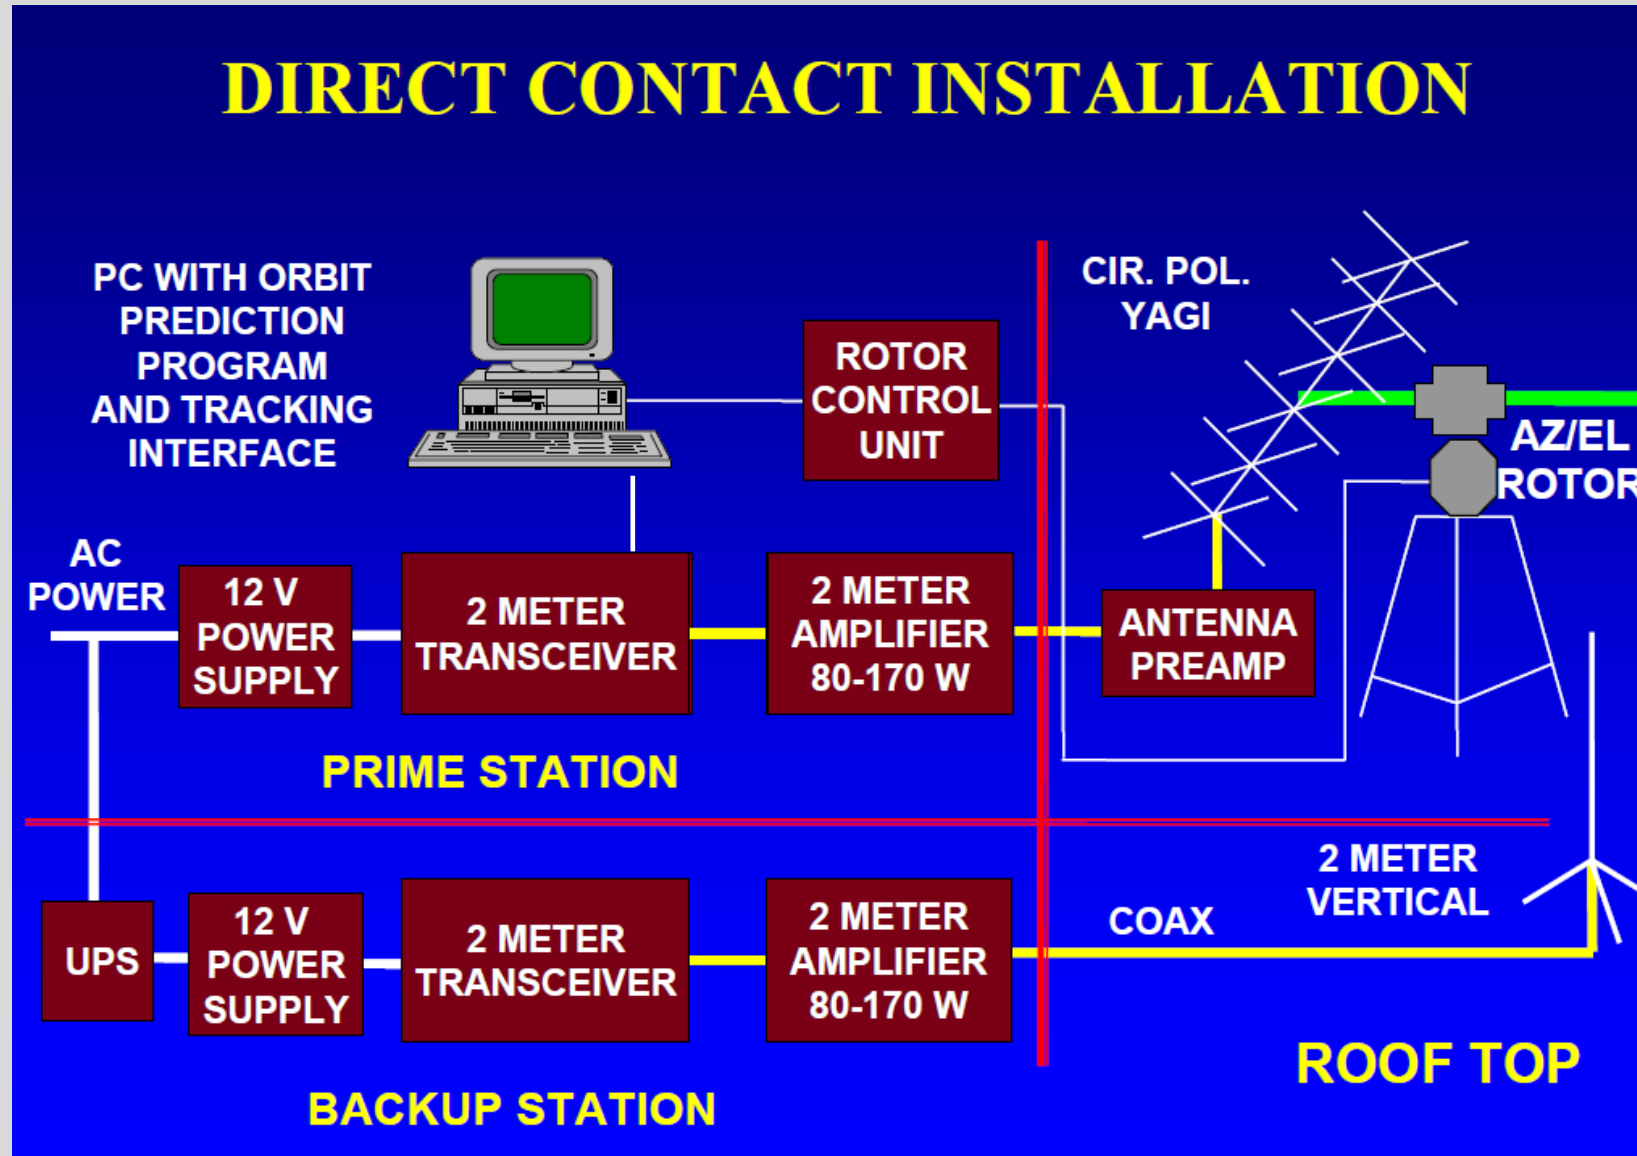 DIRECT CONTACT INSTALLATION
PC WITH ORBIT
PREDICTION
PROGRAM
AND TRACKING
INTERFACE
ROTOR
CONTROL
UNIT
CIR. POL.
YAGI
AZ/EL
ROTOR
AC
POWER
12 V
POWER
SUPPLY
2 METER
TRANSCEIVER
2 METER
AMPLIFIER
80-170 W
ANTENNA
PREAMP
PRIME STATION
UPS
12 V
POWER
SUPPLY
2 METER
TRANSCEIVER
2 METER
AMPLIFIER
80-170 W
COAX
2 METER
VERTICAL
BACKUP STATION
ROOF TOP